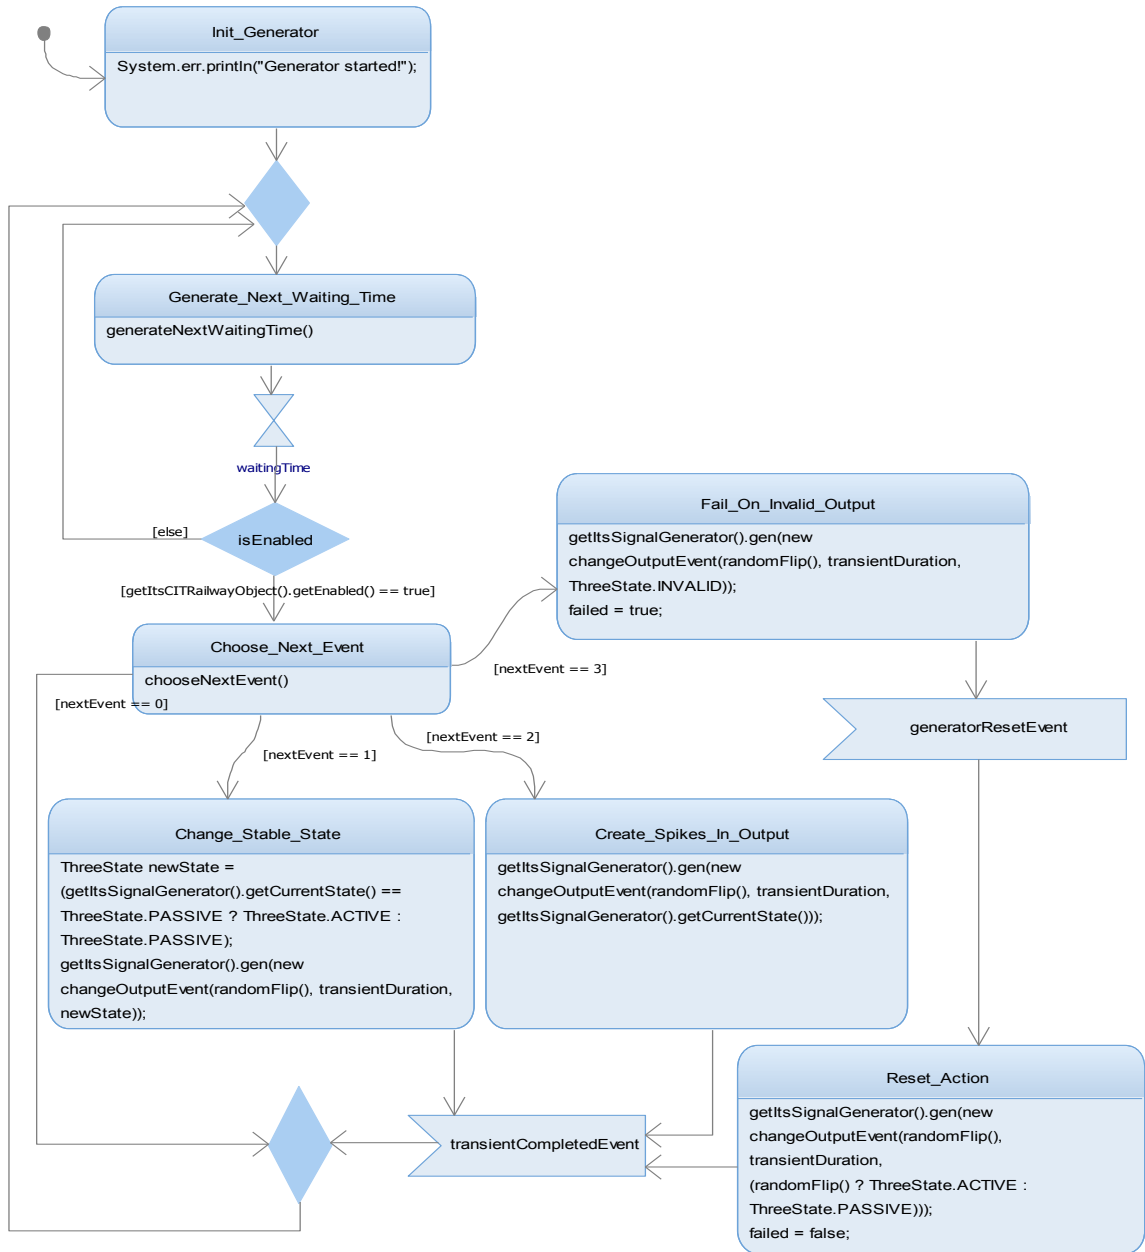 Init_Generator
System.err.println("Generator started!");
Generate_Next_Waiting_Time
generateNextWaitingTime()
waitingTime
[else]
isEnabled
[getItsCITRailwayObject().getEnabled() == true]
Fail_On_Invalid_Output
getItsSignalGenerator().gen(new
changeOutputEvent(randomFlip(), transientDuration,
ThreeState.INVALID));
failed = true;
Choose_Next_Event
chooseNextEvent()
[nextEvent == 3]
[nextEvent == 0]
generatorResetEvent
[nextEvent == 2]
[nextEvent == 1]
Change_Stable_State
ThreeState newState =
(getItsSignalGenerator().getCurrentState() ==
ThreeState.PASSIVE ? ThreeState.ACTIVE :
ThreeState.PASSIVE);
getItsSignalGenerator().gen(new
changeOutputEvent(randomFlip(), transientDuration,
newState));
Create_Spikes_In_Output
getItsSignalGenerator().gen(new
changeOutputEvent(randomFlip(), transientDuration,
getItsSignalGenerator().getCurrentState()));
Reset_Action
getItsSignalGenerator().gen(new
changeOutputEvent(randomFlip(),
transientDuration,
(randomFlip() ? ThreeState.ACTIVE :
ThreeState.PASSIVE)));
failed = false;
transientCompletedEvent